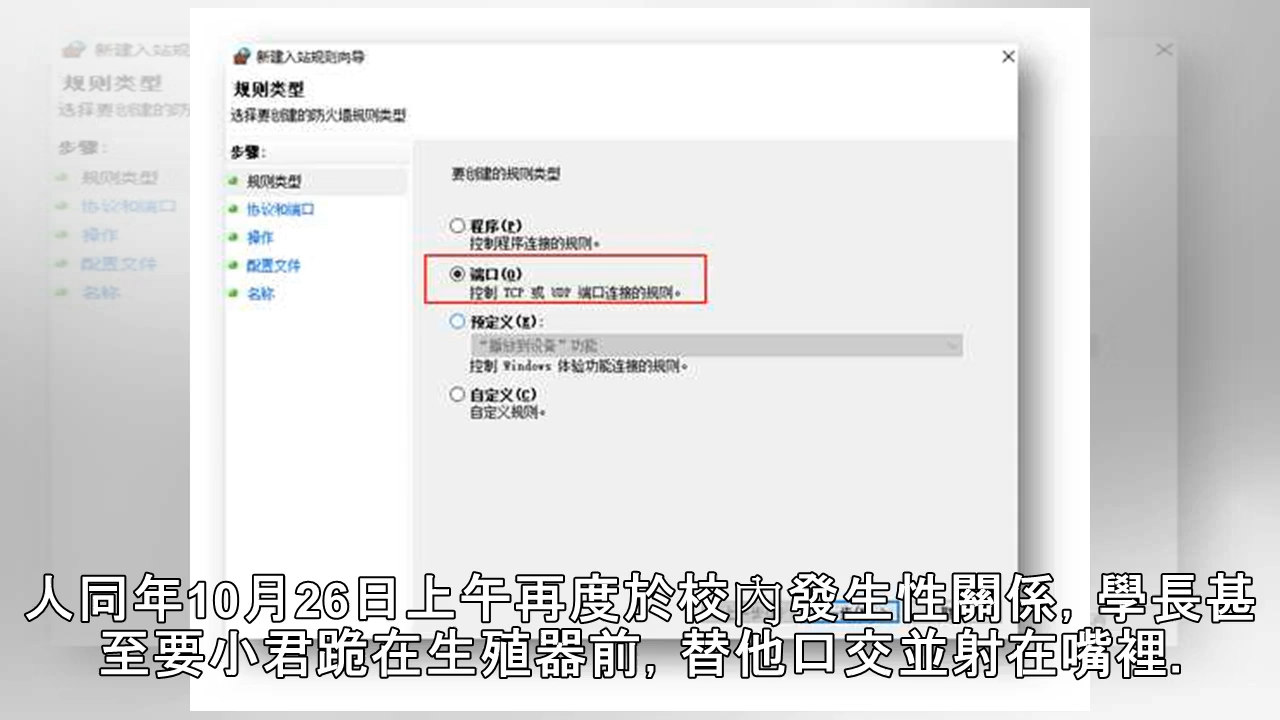 新建入站规则向导
规则类型
选择要创建的防火墙规则类型
步骤:
规则类型
协议和端口
操作
配置文件
名称
要创建的规则类型
程序(P)
控制程序连接的规则。
端口(O)
控制 TCP 或 UDP 端口连接的规则。
预定义(E):
控制 Windows 体验功能连接的规则。
自定义(C)
自定义规则。
人同年10月26日上午再度於校內發生性關係, 學長甚
至要小君跪在生殖器前, 替他口交並射在嘴裡.